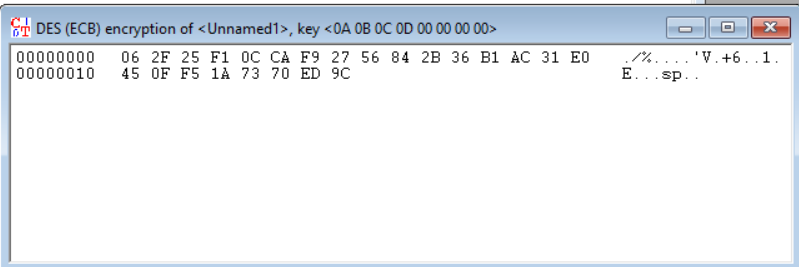 DES (ECB) encryption of <Unnamed1>, key <0A 0B 0C 0D 00 00 00 00>
00000000 06 2F 25 F1 0C CA F9 27 56 84 2B 36 B1 AC 31 E0 ./%....'V.+6..1.
00000010 45 0F F5 1A 73 70 ED 9C E...sp..